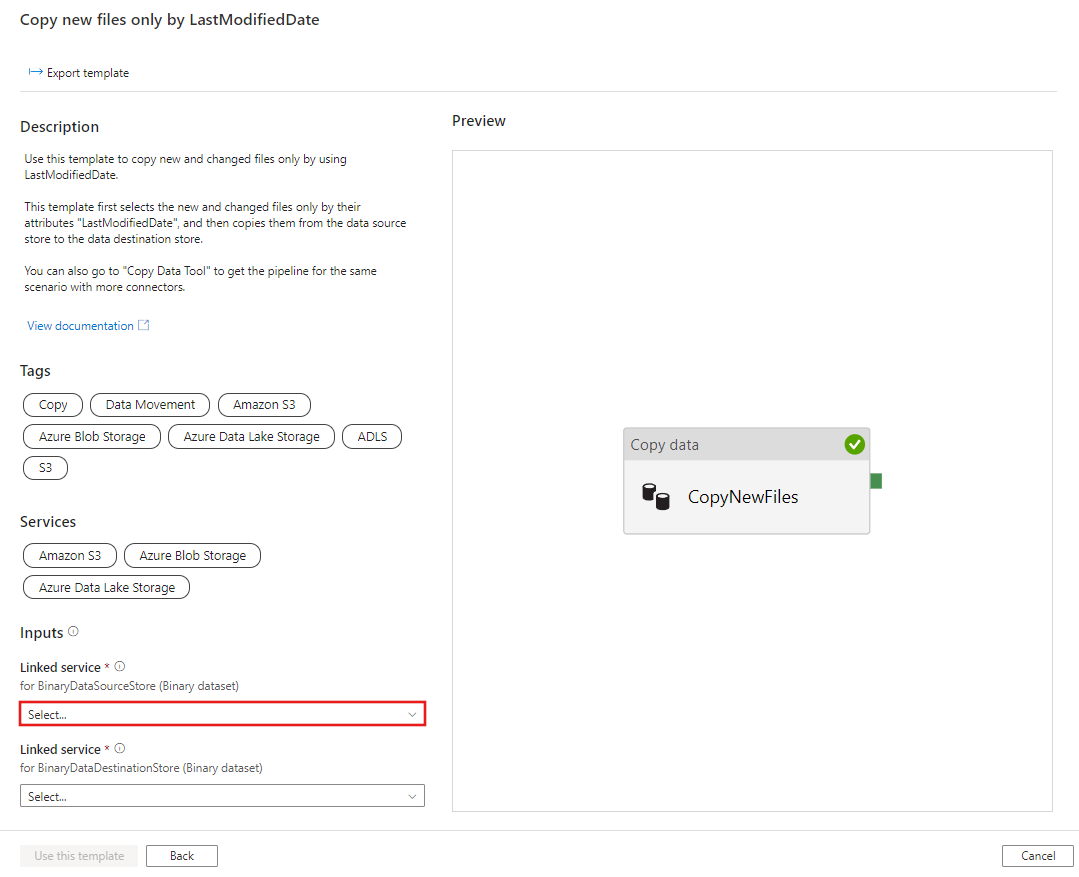 Copy new files only by LastModifiedDate
Export template
Description
Use this template to copy new and changed files only by using
LastModifiedDate.
This template first selects the new and changed files only by their
attributes "LastModifiedDate", and then copies them from the data source
store to the data destination store.
You can also go to "Copy Data Tool" to get the pipeline for the same
scenario with more connectors.
View documentation
Tags
Copy
Data Movement
Amazon S3
Azure Blob Storage
Azure Data Lake Storage
ADLS
S3
Services
Amazon S3
Azure Blob Storage
Azure Data Lake Storage
Inputs
Linked service *
for BinaryDataSourceStore (Binary dataset)
Select...
Linked service *
for BinaryDataDestinationStore (Binary dataset)
Select...
Preview
Copy data
CopyNewFiles
Use this template
Back
Cancel